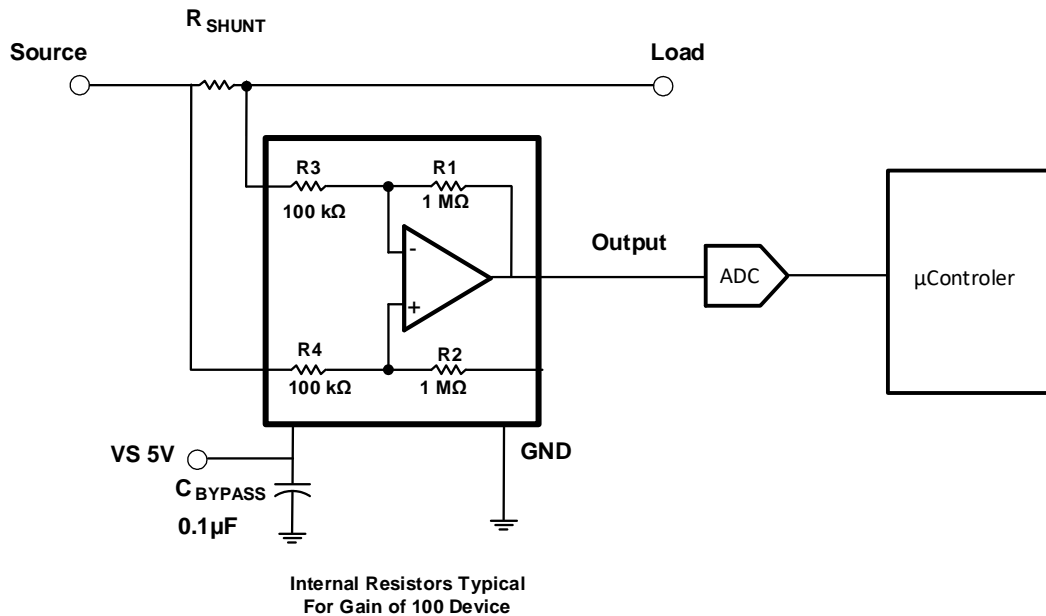 R SHUNT
Source
Load
R3
100 kΩ
R1
1 MΩ
-
+
Output
ADC
µControler
R4
100 kΩ
R2
1 MΩ
VS 5V
GND
C BYPASS
0.1µF
Internal Resistors Typical
For Gain of 100 Device